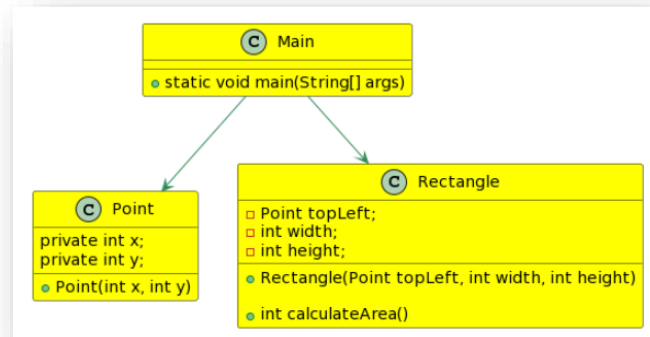 C Main
static void main(String[] args)
C Point
private int x;
private int y;
Point(int x, int y)
C Rectangle
Point topLeft;
int width;
int height;
Rectangle(Point topLeft, int width, int height)
int calculateArea()